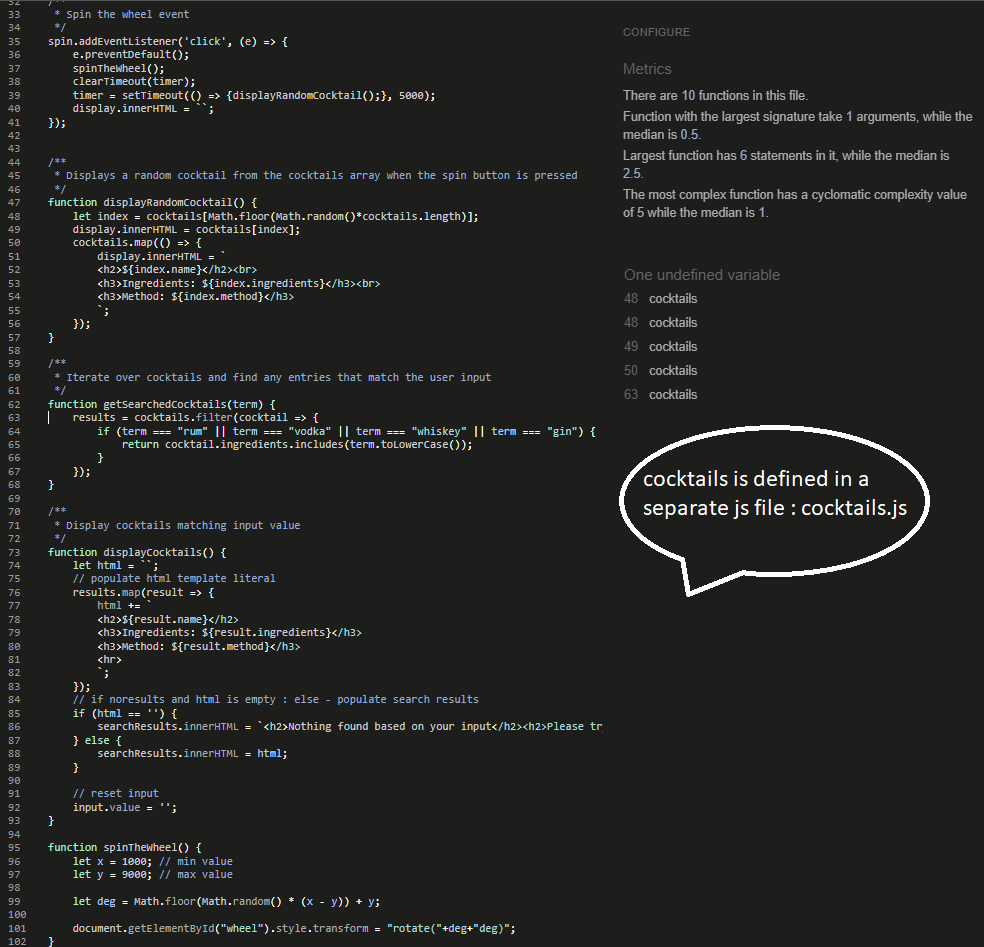 32 /**
33 * Spin the wheel event
34 */
35 spin.addEventListener('click', (e) => {
36 e.preventDefault();
37 spinTheWheel();
38 clearTimeout(timer);
39 timer = setTimeout(() => {displayRandomCocktail();}, 5000);
40 display.innerHTML = ``;
41 });
42
43
44 /**
45 * Displays a random cocktail from the cocktails array when the spin button is pressed
46 */
47 function displayRandomCocktail() {
48 let index = cocktails[Math.floor(Math.random()*cocktails.length)];
49 display.innerHTML = cocktails[index];
50 cocktails.map(() => {
51 display.innerHTML = `
52 <h2>${index.name}</h2><br>
53 <h3>Ingredients: ${index.ingredients}</h3><br>
54 <h3>Method: ${index.method}</h3>
55 `;
56 });
57 }
58
59 /**
60 * Iterate over cocktails and find any entries that match the user input
61 */
62 function getSearchedCocktails(term) {
63 results = cocktails.filter(cocktail => {
64 if (term === "rum" || term === "vodka" || term === "whiskey" || term === "gin") {
65 return cocktail.ingredients.includes(term.toLowerCase());
66 }
67 });
68 }
69
70 /**
71 * Display cocktails matching input value
72 */
73 function displayCocktails() {
74 let html = ``;
75 // populate html template literal
76 results.map(result => {
77 html += `
78 <h2>${result.name}</h2>
79 <h3>Ingredients: ${result.ingredients}</h3>
80 <h3>Method: ${result.method}</h3>
81 <hr>
82 `;
83 });
84 // if noresults and html is empty : else - populate search results
85 if (html == '') {
86 searchResults.innerHTML = `<h2>Nothing found based on your input</h2><h2>Please tr
87 } else {
88 searchResults.innerHTML = html;
89 }
90
91 // reset input
92 input.value = '';
93 }
94
95 function spinTheWheel() {
96 let x = 1000; // min value
97 let y = 9000; // max value
98
99 let deg = Math.floor(Math.random() * (x - y)) + y;
100
101 document.getElementById("wheel").style.transform = "rotate("+deg+"deg)";
102 }
CONFIGURE
Metrics
There are 10 functions in this file.
Function with the largest signature take 1 arguments, while the
median is 0.5.
Largest function has 6 statements in it, while the median is
2.5.
The most complex function has a cyclomatic complexity value
of 5 while the median is 1.
One undefined variable
48 cocktails
48 cocktails
49 cocktails
50 cocktails
63 cocktails
cocktails is defined in a
separate js file : cocktails.js